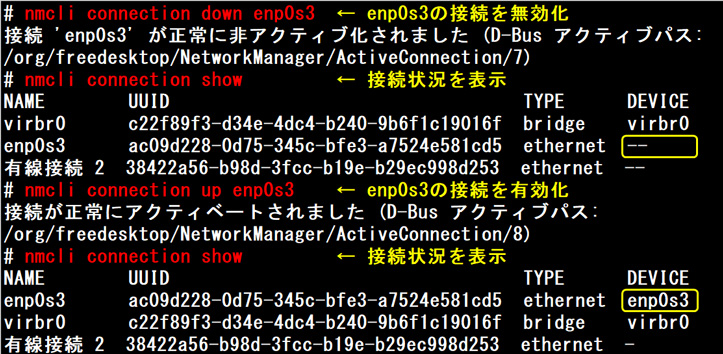 # nmcli connection down enp0s3 ← enp0s3の接続を無効化
接続 'enp0s3' が正常に非アクティブ化されました (D-Bus アクティブパス:
/org/freedesktop/NetworkManager/ActiveConnection/7)
# nmcli connection show ← 接続状況を表示
NAME UUID TYPE DEVICE
virbr0 c22f89f3-d34e-4dc4-b240-9b6f1c19016f bridge virbr0
enp0s3 ac09d228-0d75-345c-bfe3-a7524e581cd5 ethernet --
有線接続 2 38422a56-b98d-3fcc-b19e-b29ec998d253 ethernet --
# nmcli connection up enp0s3 ← enp0s3の接続を有効化
接続が正常にアクティベートされました (D-Bus アクティブパス:
/org/freedesktop/NetworkManager/ActiveConnection/8)
# nmcli connection show ← 接続状況を表示
NAME UUID TYPE DEVICE
enp0s3 ac09d228-0d75-345c-bfe3-a7524e581cd5 ethernet enp0s3
virbr0 c22f89f3-d34e-4dc4-b240-9b6f1c19016f bridge virbr0
有線接続 2 38422a56-b98d-3fcc-b19e-b29ec998d253 ethernet -